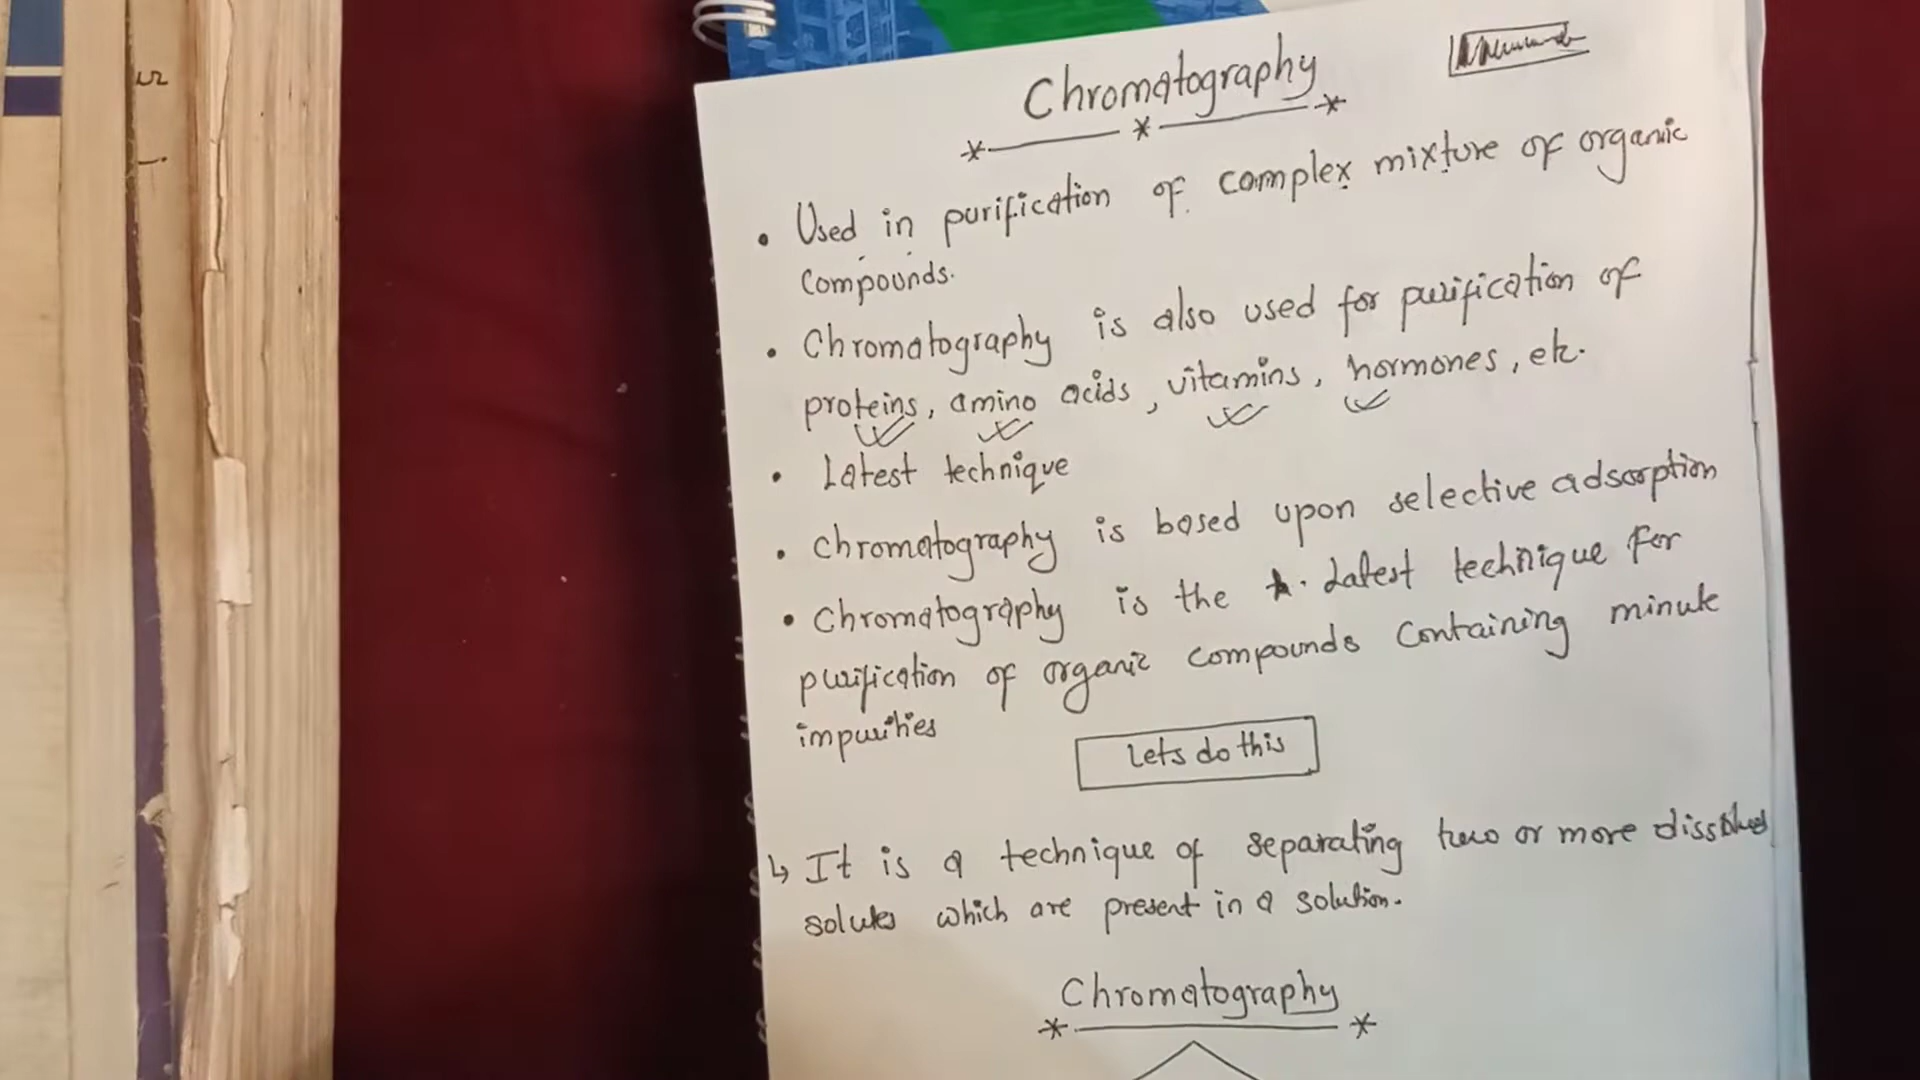 Chromatography
• Used in purification of complex mixture of organic
compounds.
• Chromatography is also used for purification of
proteins, amino acids, vitamins, hormones, etc.
• Latest technique
• Chromatography is based upon selective adsorption
• Chromatography is the Latest technique for
purification of organic compounds containing minute
impurities
Lets do this
↳ It is a technique of separating two or more dissolved
solutes which are present in a solution.
Chromatography